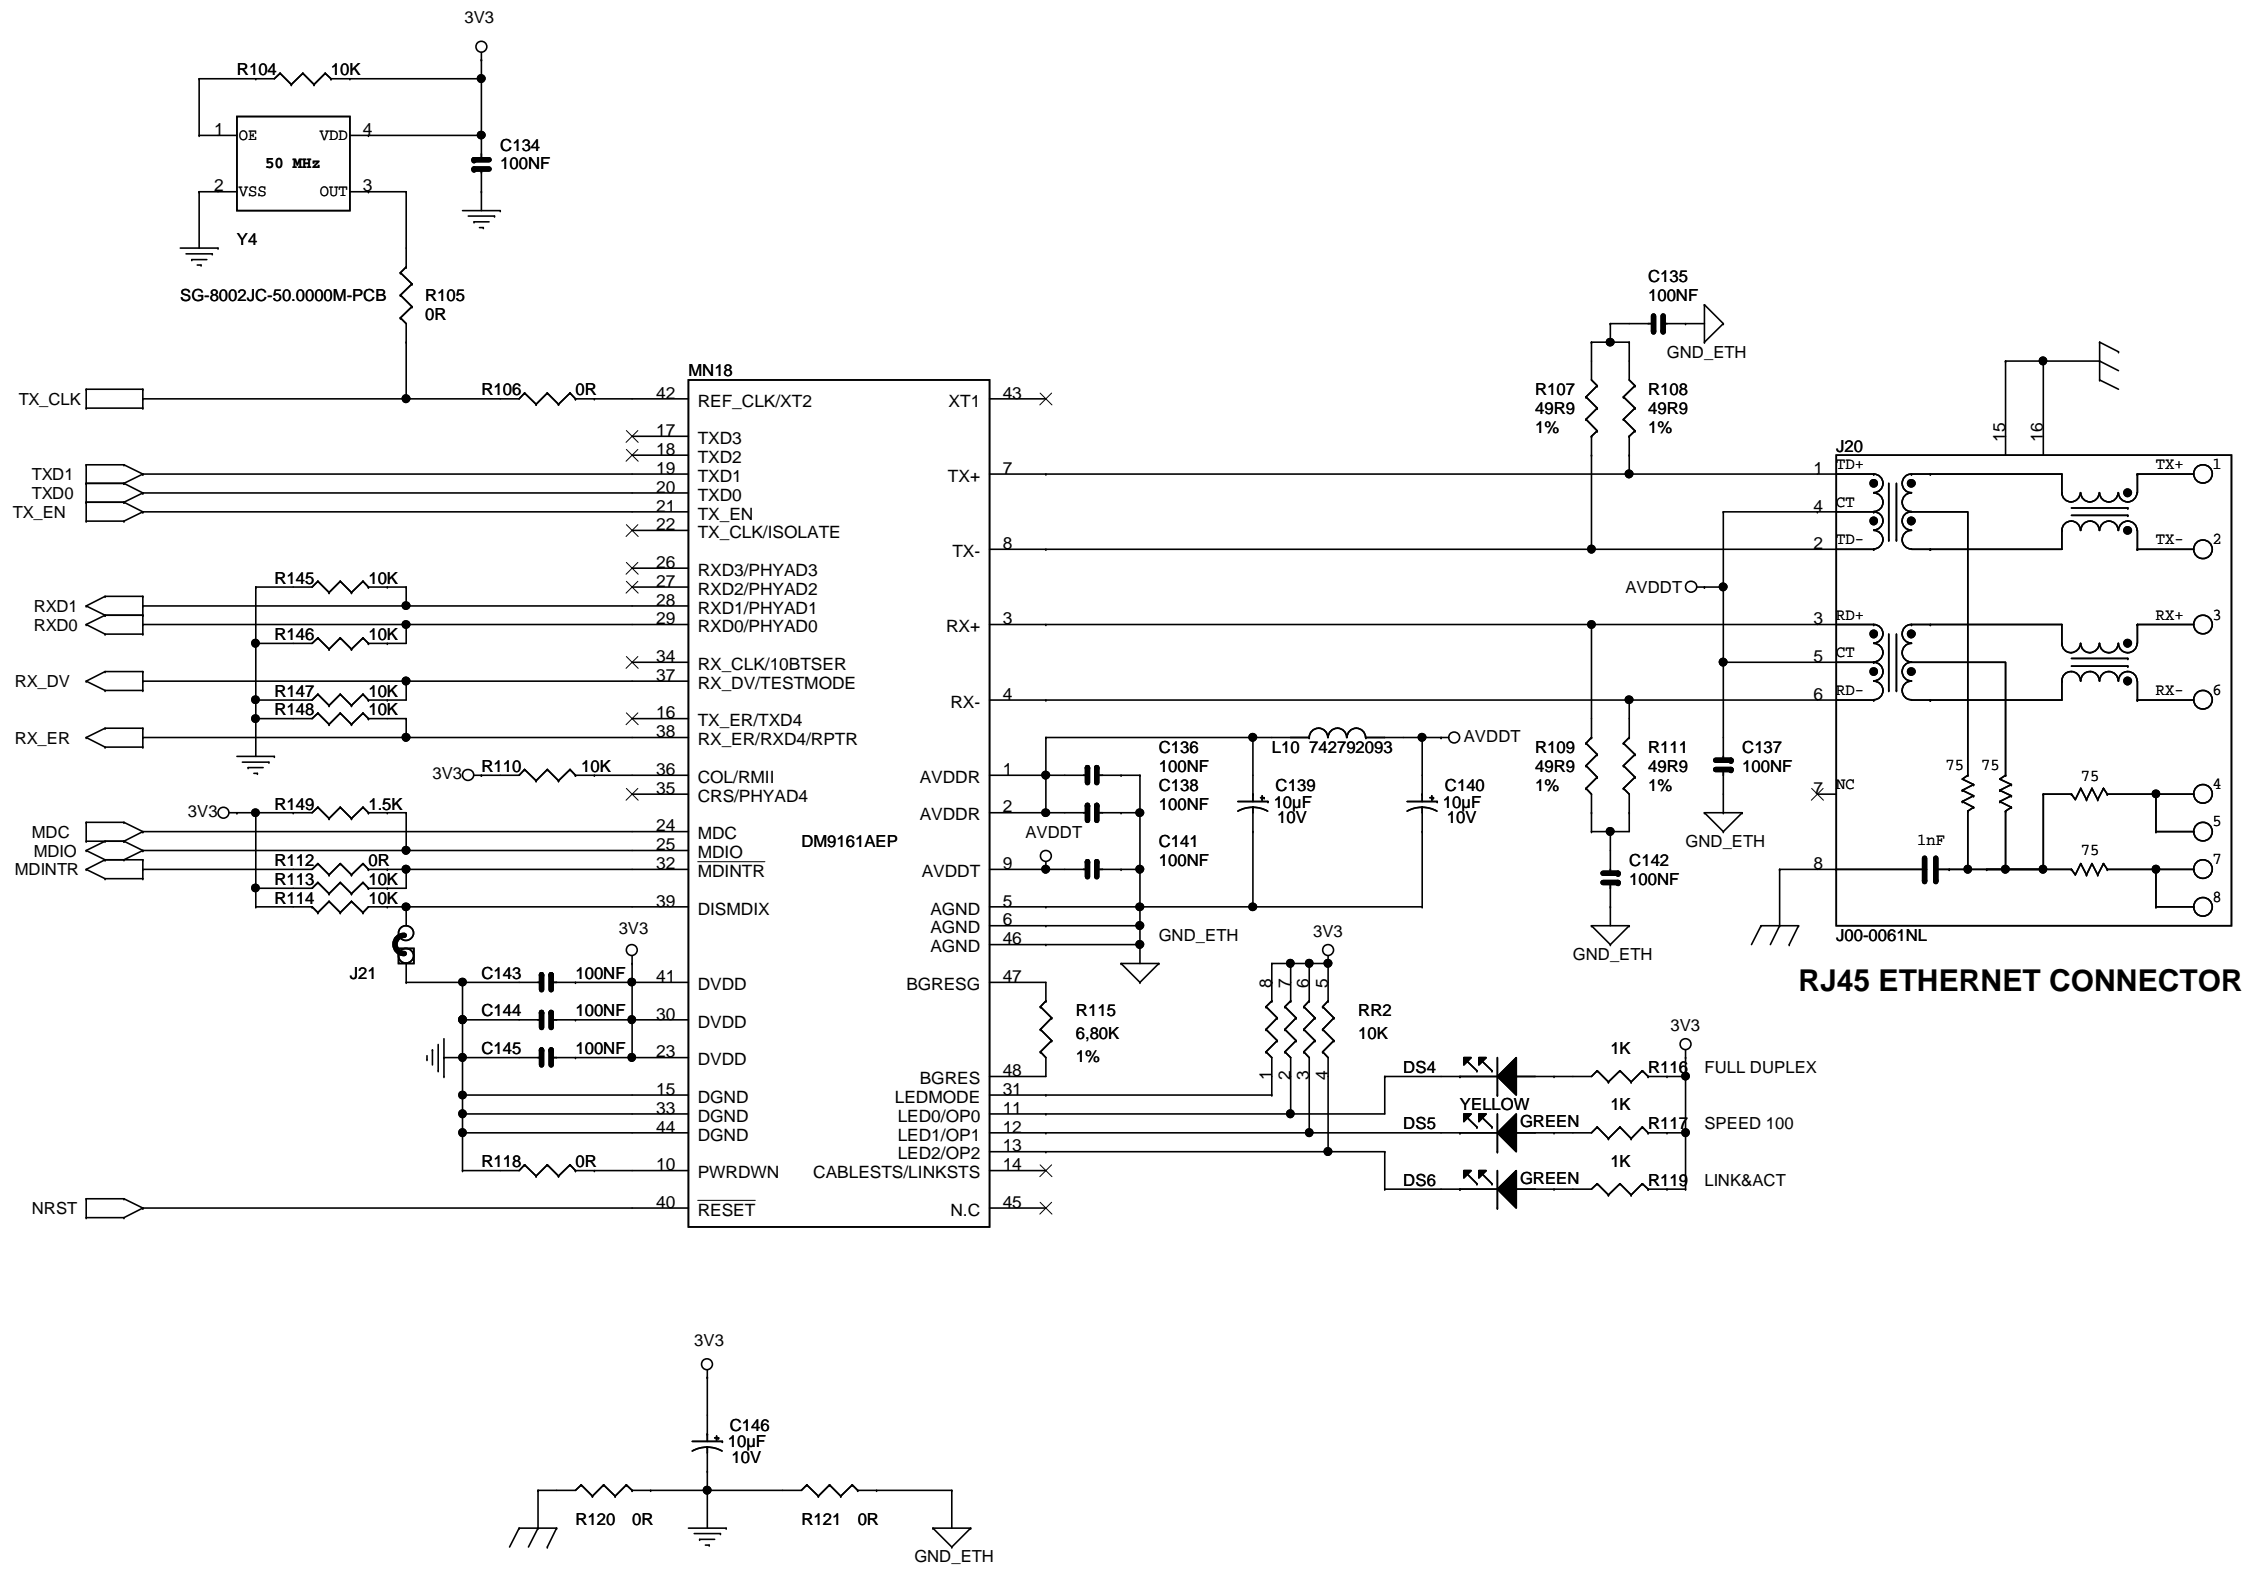 3V3
R104 10K
1 OE VDD 4
50 MHz
2 VSS OUT 3
Y4
C134
100NF
SG-8002JC-50.0000M-PCB
R105
0R
C135
100NF
GND_ETH
MN18
TX_CLK
R106 0R
42 REF_CLK/XT2
XT1 43
17 TXD3
18 TXD2
TXD1 19 TXD1
TXD0 20 TXD0
TX_EN 21 TX_EN
22 TX_CLK/ISOLATE
TX+ 7
TX- 8
R107
49R9
1%
R108
49R9
1%
26 RXD3/PHYAD3
27 RXD2/PHYAD2
R145 10K
RXD1 28 RXD1/PHYAD1
RXD0 29 RXD0/PHYAD0
R146 10K
RX+ 3
34 RX_CLK/10BTSER
RX_DV 37 RX_DV/TESTMODE
R147 10K
R148 10K
RX- 4
16 TX_ER/TXD4
RX_ER 38 RX_ER/RXD4/RPTR
3V3 R110 10K
36 COL/RMII
35 CRS/PHYAD4
3V3 R149 1.5K
MDC 24 MDC
MDIO 25 MDIO
MDINTR R112 0R 32 MDINTR
R113 10K
R114 10K
39 DISMDIX
J21
DM9161AEP
AVDDR 1
AVDDR 2
AVDDT
AVDDT 9
AGND 5
AGND 6
AGND 46
C136
100NF
C138
100NF
C141
100NF
GND_ETH
L10 742792093
AVDDT
C139
10µF
10V
C140
10µF
10V
R109
49R9
1%
R111
49R9
1%
C142
100NF
GND_ETH
AVDDT
C137
100NF
GND_ETH
J20
15
16
1 TD+
4 CT
2 TD-
3 RD+
5 CT
6 RD-
7 NC
8
TX+ 1
TX- 2
RX+ 3
RX- 6
75 75
75
4
5
1nF
75
7
8
J00-0061NL
RJ45 ETHERNET CONNECTOR
3V3
C143 100NF 41 DVDD
C144 100NF 30 DVDD
C145 100NF 23 DVDD
15 DGND
33 DGND
44 DGND
R118 0R 10 PWRDWN
NRST 40 RESET
BGRESG 47
R115
6,80K
1%
BGRES 48
LEDMODE 31
LED0/OP0 11
LED1/OP1 12
LED2/OP2 13
CABLESTS/LINKSTS 14
N.C 45
3V3
8 7 6 5
RR2
10K
1 2 3 4
3V3
DS4 1K R116 FULL DUPLEX
YELLOW
DS5 GREEN 1K R117 SPEED 100
DS6 GREEN 1K R119 LINK&ACT
3V3
C146
10µF
10V
R120 0R
R121 0R
GND_ETH